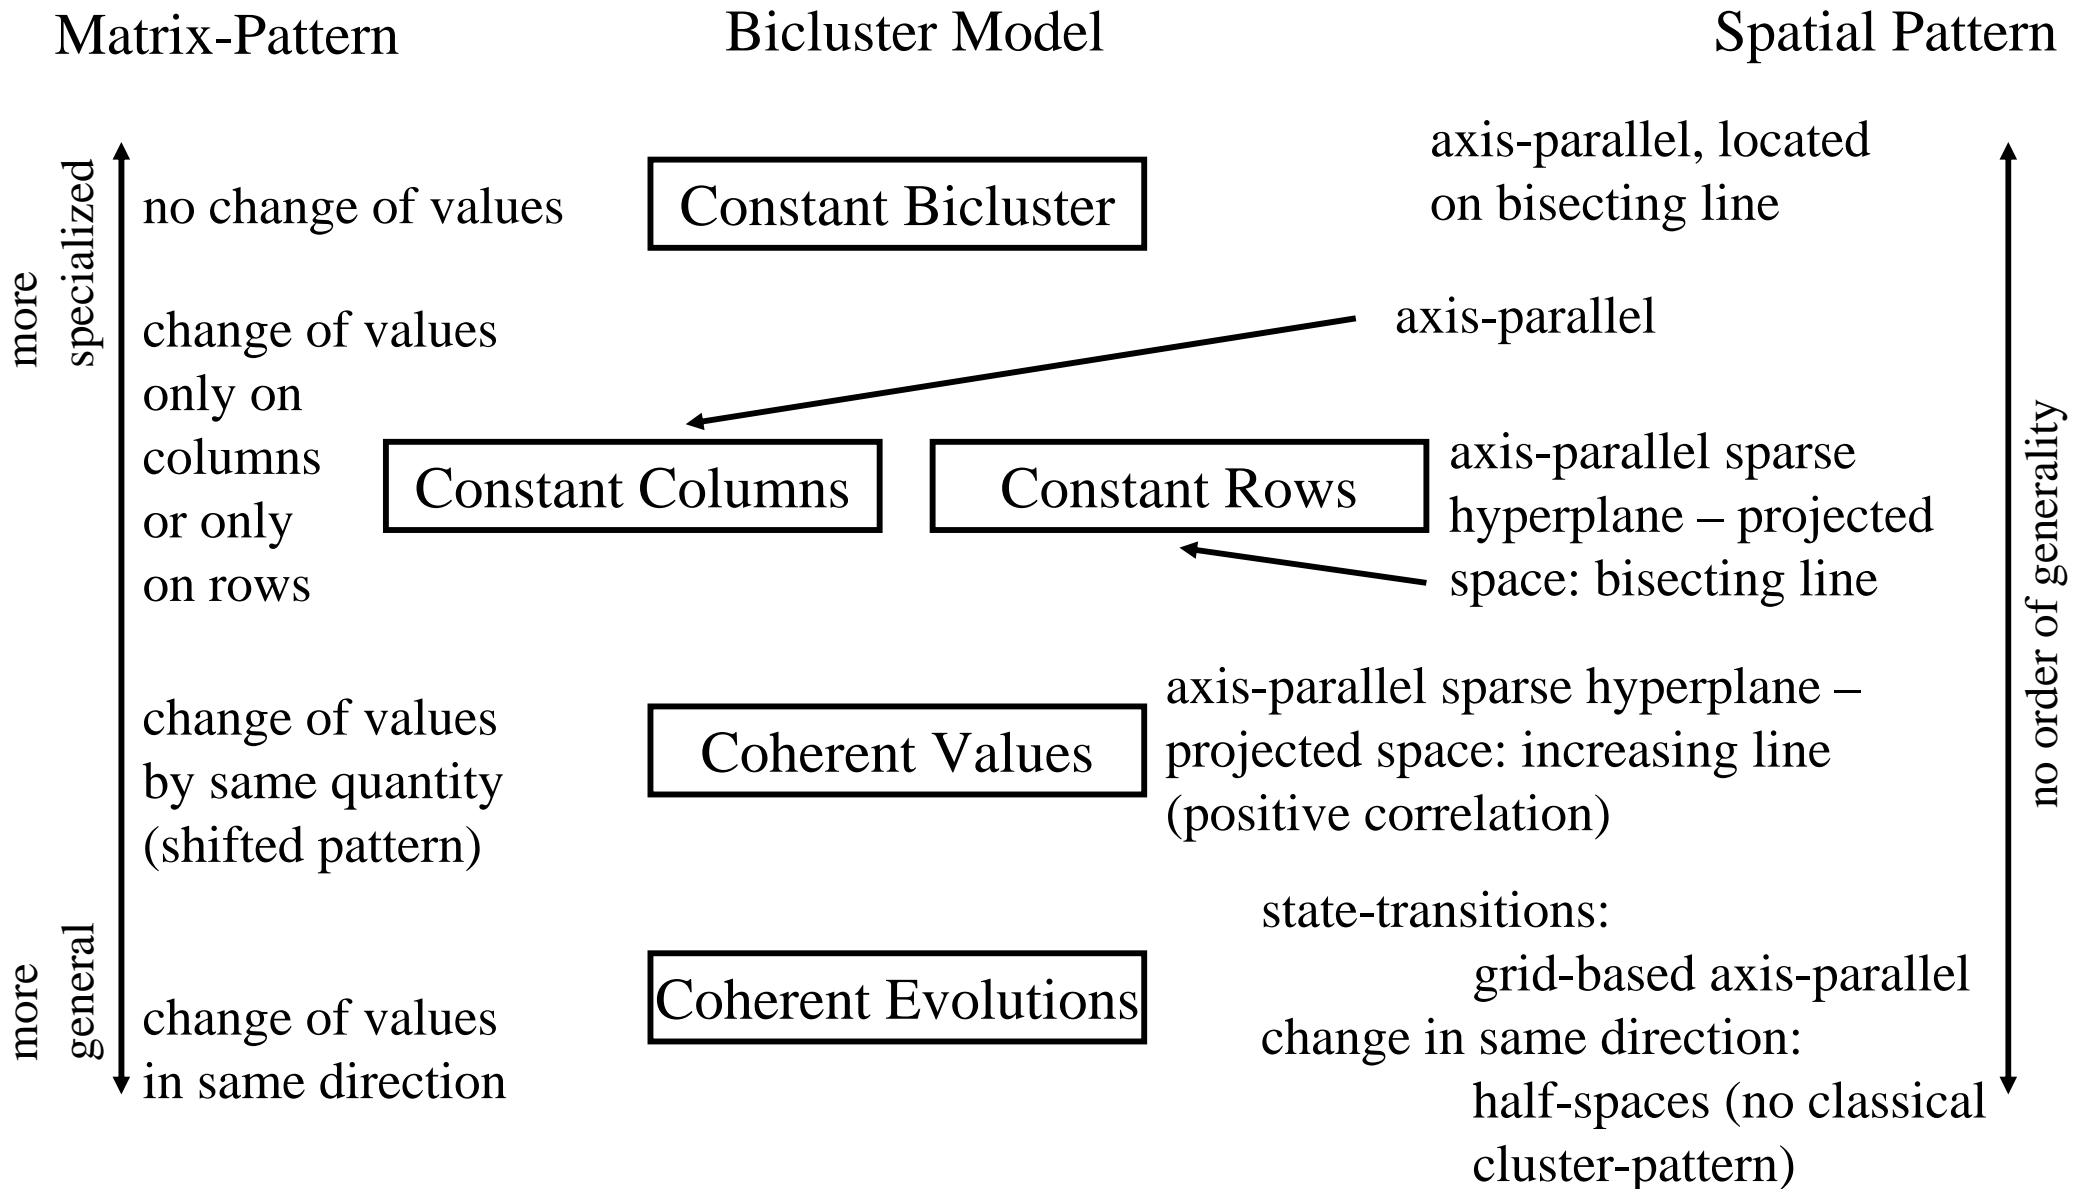 Matrix-Pattern
Bicluster Model
Spatial Pattern
more
specialized
no change of values
Constant Bicluster
axis-parallel, located
on bisecting line
change of values
only on
columns
or only
on rows
axis-parallel
Constant Columns
Constant Rows
axis-parallel sparse
hyperplane – projected
space: bisecting line
no order of generality
change of values
by same quantity
(shifted pattern)
Coherent Values
axis-parallel sparse hyperplane –
projected space: increasing line
(positive correlation)
more
general
change of values
in same direction
Coherent Evolutions
state-transitions:
grid-based axis-parallel
change in same direction:
half-spaces (no classical
cluster-pattern)